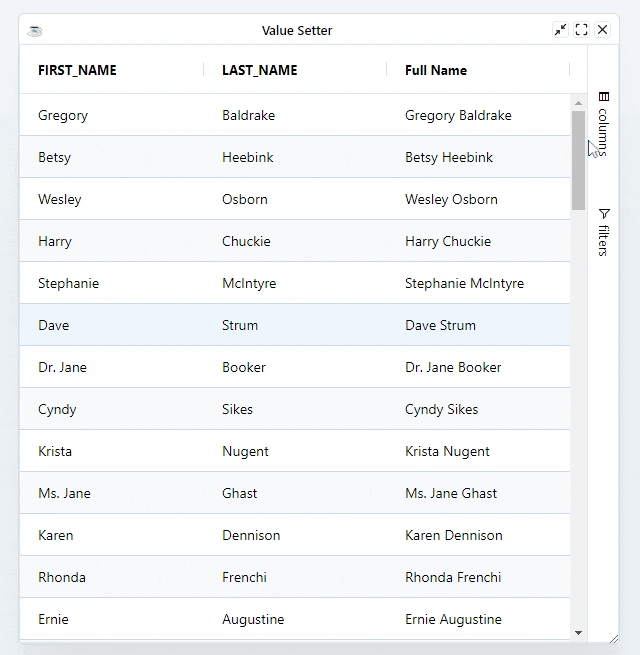 Value Setter
FIRST_NAME LAST_NAME Full Name
Gregory Baldrake Gregory Baldrake
Betsy Heebink Betsy Heebink
Wesley Osborn Wesley Osborn
Harry Chuckie Harry Chuckie
Stephanie McIntyre Stephanie McIntyre
Dave Strum Dave Strum
Dr. Jane Booker Dr. Jane Booker
Cyndy Sikes Cyndy Sikes
Krista Nugent Krista Nugent
Ms. Jane Ghast Ms. Jane Ghast
Karen Dennison Karen Dennison
Rhonda Frenchi Rhonda Frenchi
Ernie Augustine Ernie Augustine
columns
filters